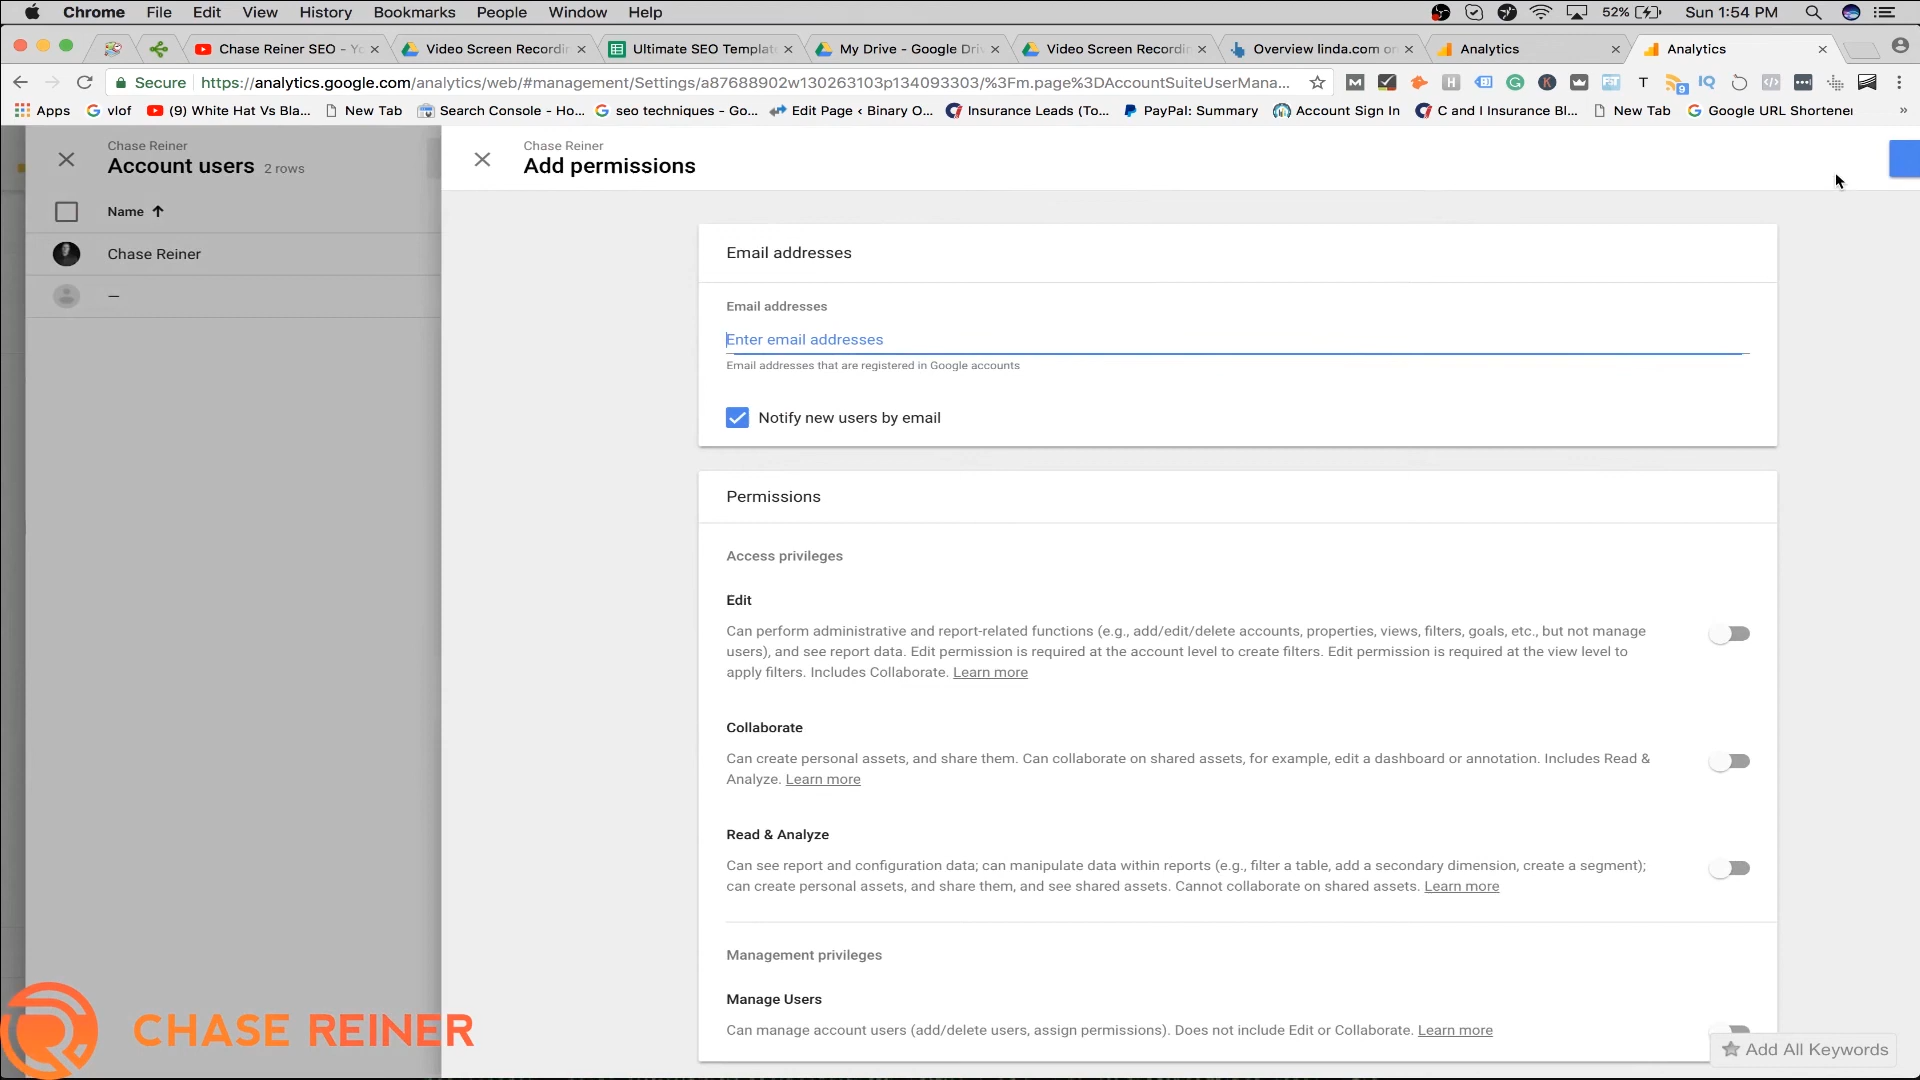 Chrome File Edit View History Bookmarks People Window Help 52% Sun 1:54 PM
Chase Reiner SEO - Yo Video Screen Recordin Ultimate SEO Templat My Drive - Google Driv Video Screen Recordin Overview linda.com on Analytics Analytics
Secure https://analytics.google.com/analytics/web/#management/Settings/a87688902w130263103p134093303/%3Fm.page%3DAccountSuiteUserMana...
Apps vlof (9) White Hat Vs Bla... New Tab Search Console - Ho... seo techniques - Go... Edit Page ‹ Binary O... Insurance Leads (To... PayPal: Summary Account Sign In C and I Insurance Bl... New Tab Google URL Shortener »
Chase Reiner
Account users 2 rows
Name
Chase Reiner
–
Chase Reiner
Add permissions
Email addresses
Email addresses
Enter email addresses
Email addresses that are registered in Google accounts
Notify new users by email
Permissions
Access privileges
Edit
Can perform administrative and report-related functions (e.g., add/edit/delete accounts, properties, views, filters, goals, etc., but not manage
users), and see report data. Edit permission is required at the account level to create filters. Edit permission is required at the view level to
apply filters. Includes Collaborate. Learn more
Collaborate
Can create personal assets, and share them. Can collaborate on shared assets, for example, edit a dashboard or annotation. Includes Read &
Analyze. Learn more
Read & Analyze
Can see report and configuration data; can manipulate data within reports (e.g., filter a table, add a secondary dimension, create a segment);
can create personal assets, and share them, and see shared assets. Cannot collaborate on shared assets. Learn more
Management privileges
Manage Users
Can manage account users (add/delete users, assign permissions). Does not include Edit or Collaborate. Learn more
Add All Keywords
CHASE REINER